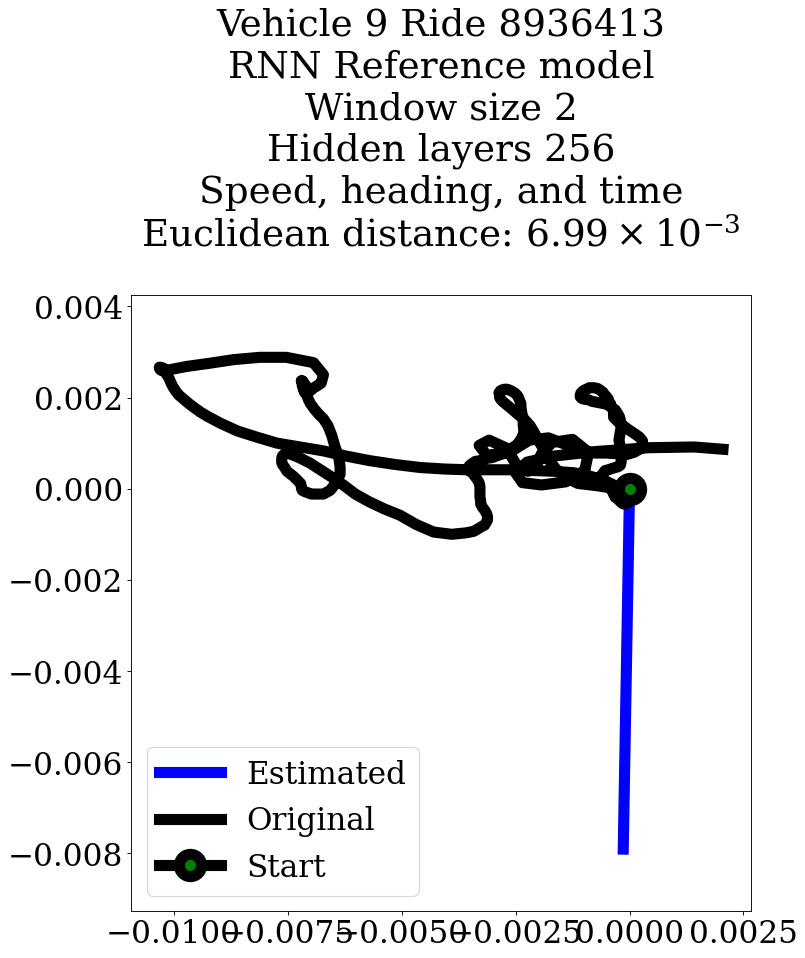 Vehicle 9 Ride 8936413
RNN Reference model
Window size 2
Hidden layers 256
Speed, heading, and time
Euclidean distance: 6.99 × 10⁻³
0.004
0.002
0.000
−0.002
−0.004
−0.006
−0.008
Estimated
Original
Start
−0.0100 −0.0075 −0.0050 −0.0025 0.0000 0.0025